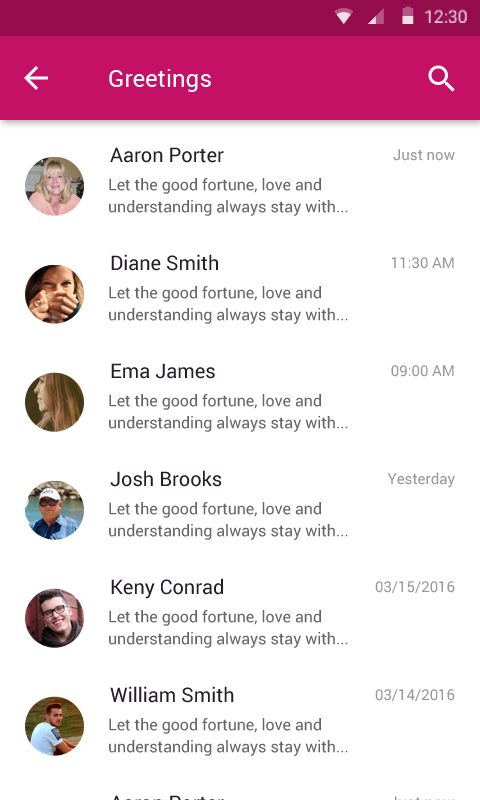 12:30
Greetings
Aaron Porter
Just now
Let the good fortune, love and
understanding always stay with...
Diane Smith
11:30 AM
Let the good fortune, love and
understanding always stay with...
Ema James
09:00 AM
Let the good fortune, love and
understanding always stay with...
Josh Brooks
Yesterday
Let the good fortune, love and
understanding always stay with...
Keny Conrad
03/15/2016
Let the good fortune, love and
understanding always stay with...
William Smith
03/14/2016
Let the good fortune, love and
understanding always stay with...
Aaron Porter
Just now